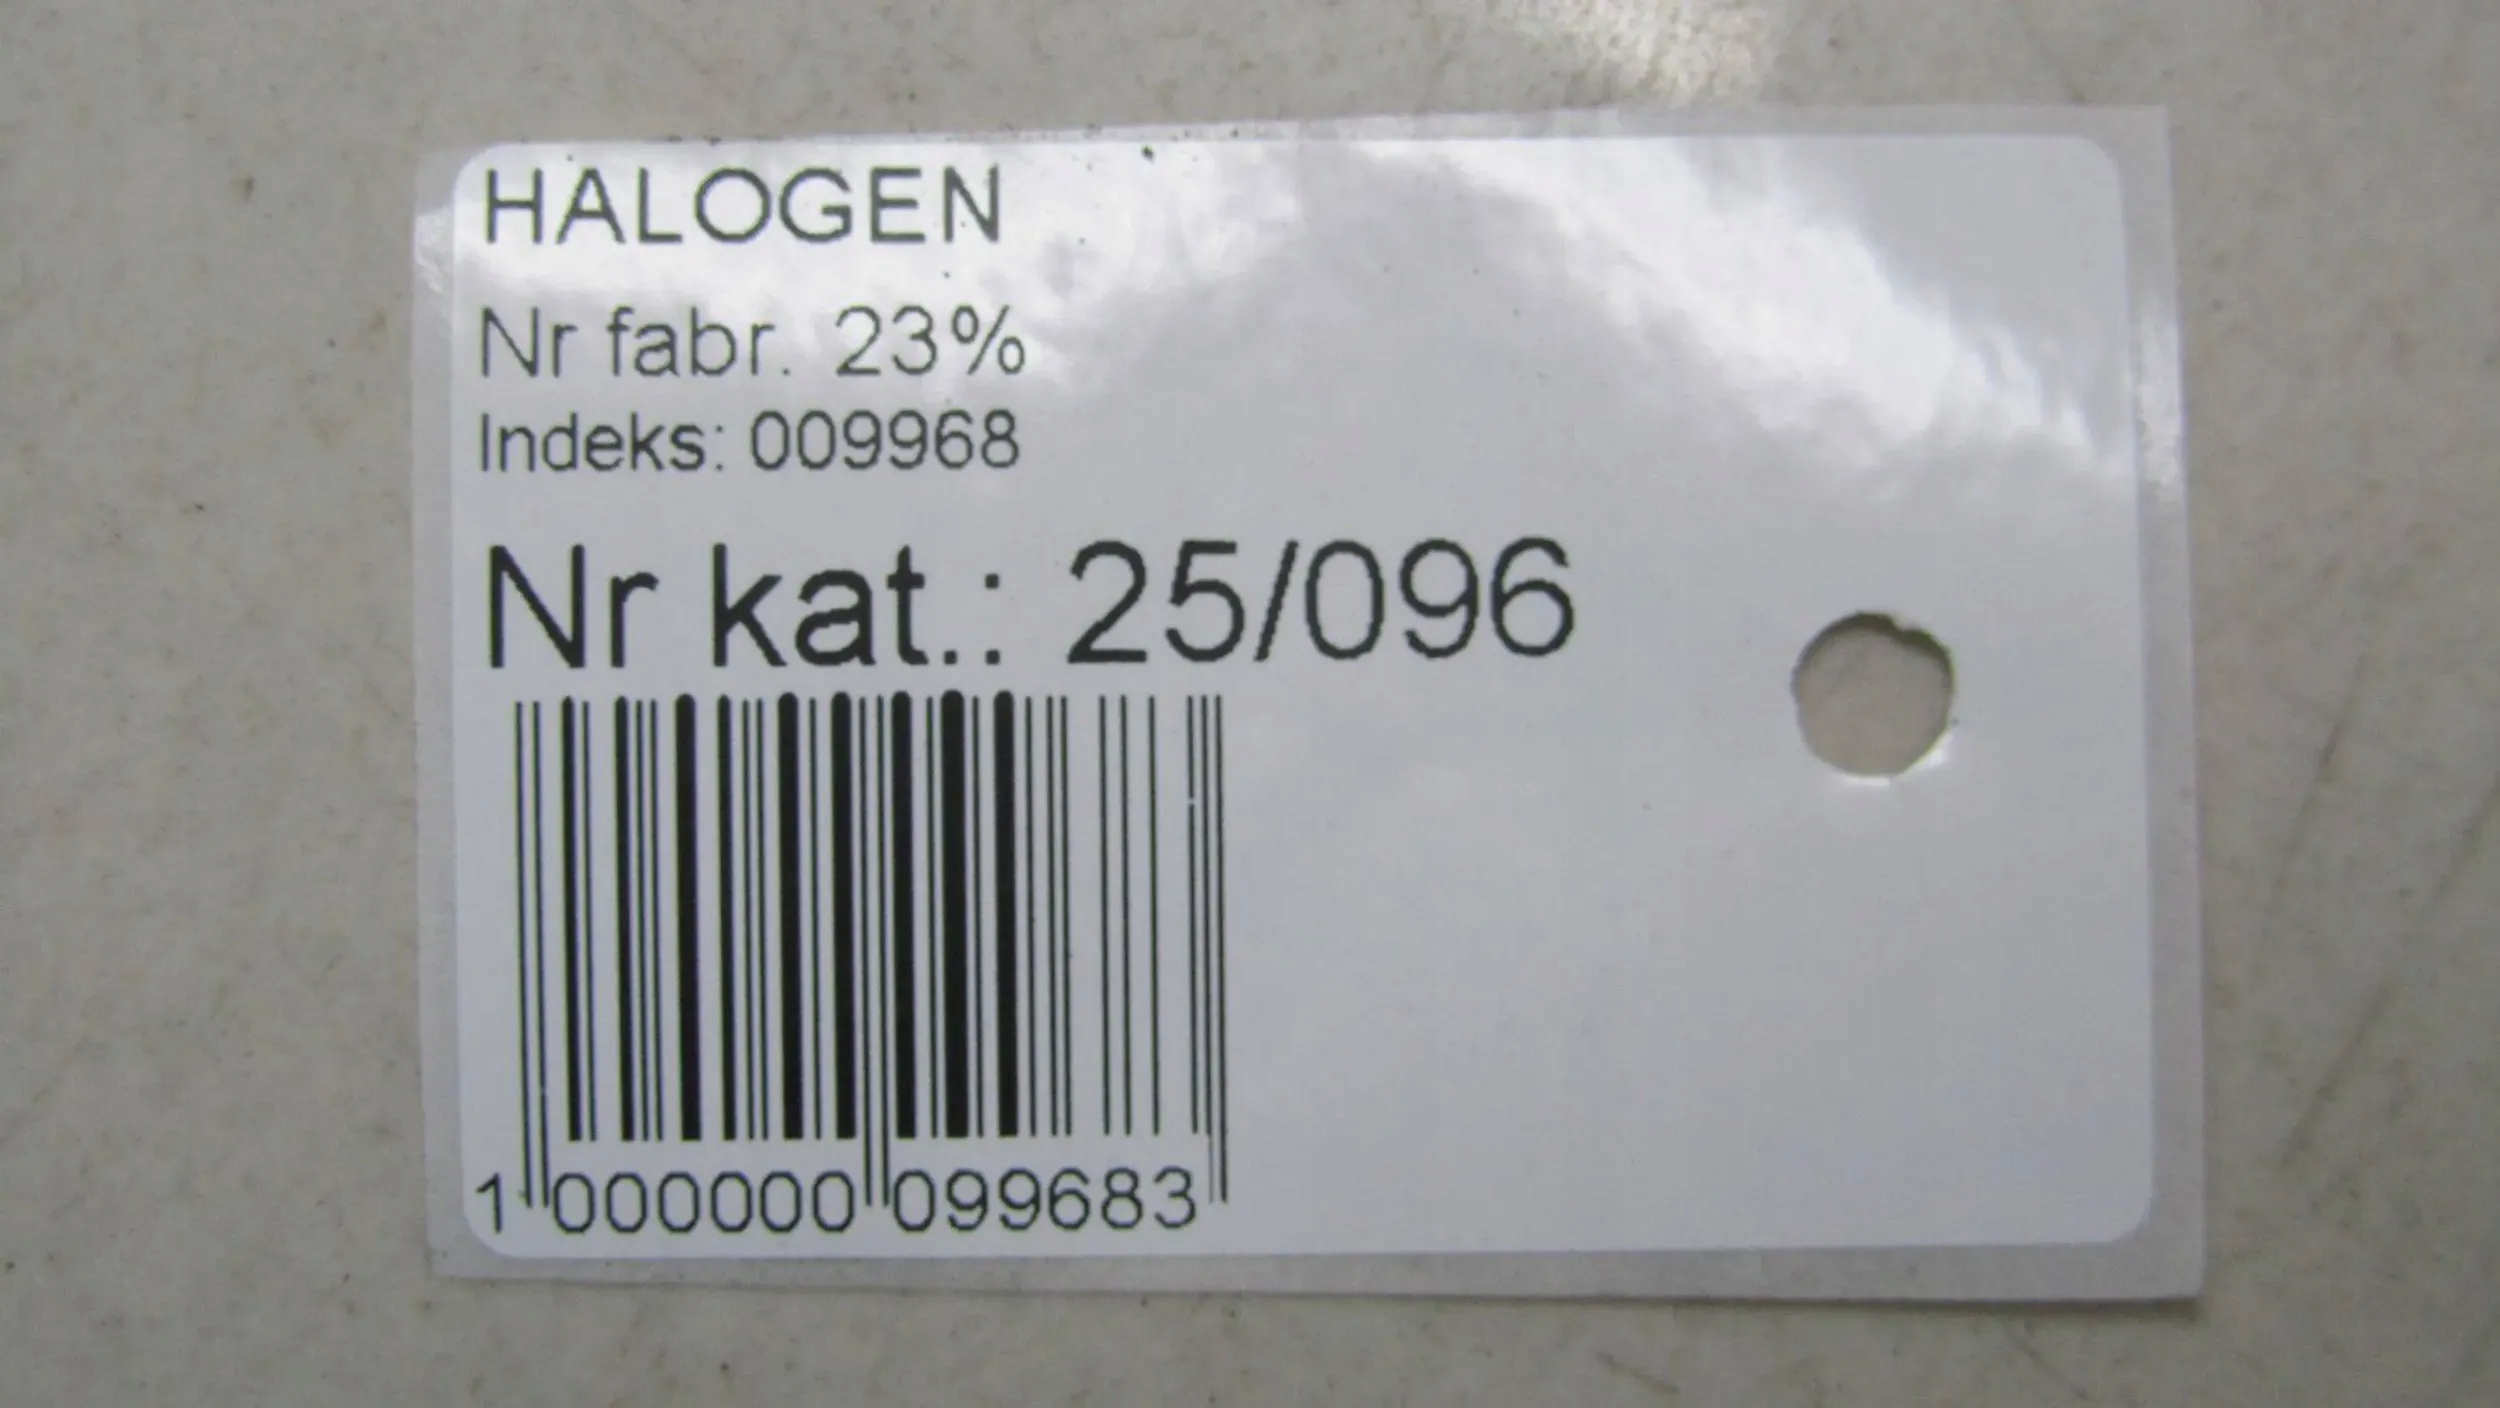 HALOGEN
Nr fabr. 23%
Indeks: 009968
Nr kat.: 25/096
1 000000 099683